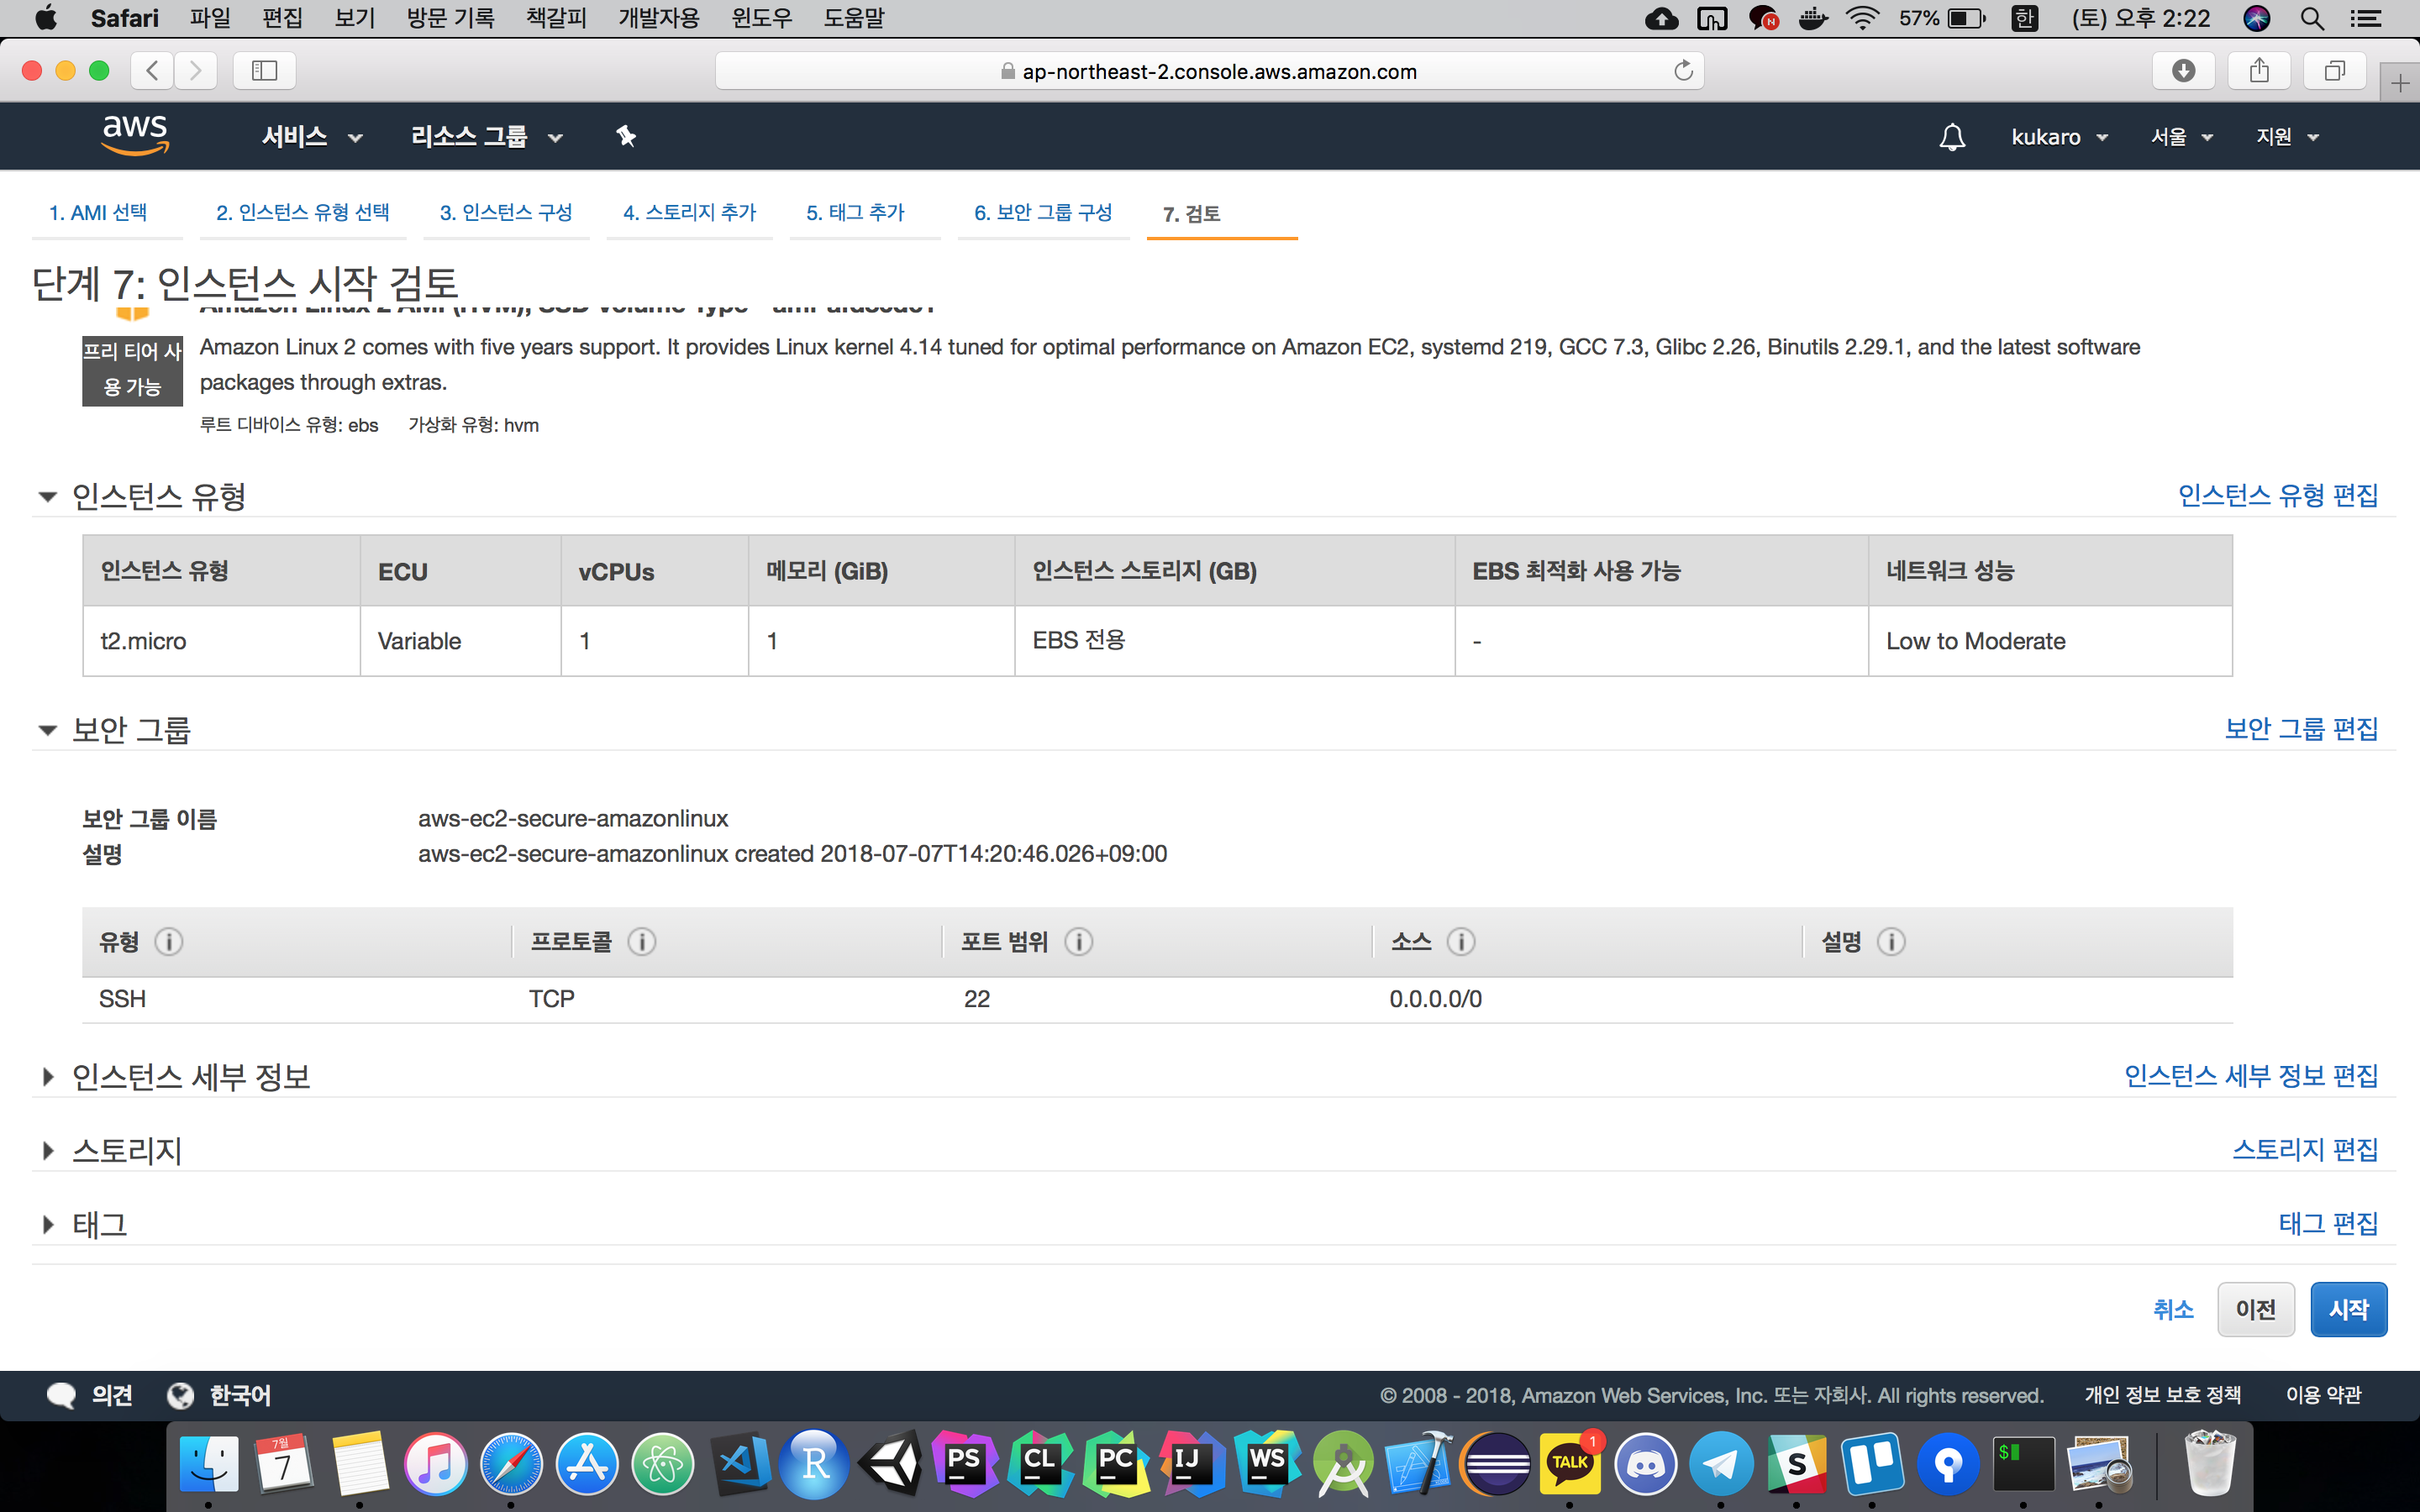 Safari 파일 편집 보기 방문 기록 책갈피 개발자용 윈도우 도움말 N 57% 한 (토) 오후 2:22
ap-northeast-2.console.aws.amazon.com
aws 서비스 리소스 그룹 kukaro 서울 지원
1. AMI 선택 2. 인스턴스 유형 선택 3. 인스턴스 구성 4. 스토리지 추가 5. 태그 추가 6. 보안 그룹 구성 7. 검토
단계 7: 인스턴스 시작 검토
Amazon Linux 2 AMI (HVM), SSD Volume Type
프리 티어 사용 가능
Amazon Linux 2 comes with five years support. It provides Linux kernel 4.14 tuned for optimal performance on Amazon EC2, systemd 219, GCC 7.3, Glibc 2.26, Binutils 2.29.1, and the latest software
packages through extras.
루트 디바이스 유형: ebs 가상화 유형: hvm
인스턴스 유형 인스턴스 유형 편집
인스턴스 유형 ECU vCPUs 메모리 (GiB) 인스턴스 스토리지 (GB) EBS 최적화 사용 가능 네트워크 성능
t2.micro Variable 1 1 EBS 전용 - Low to Moderate
보안 그룹 보안 그룹 편집
보안 그룹 이름 aws-ec2-secure-amazonlinux
설명 aws-ec2-secure-amazonlinux created 2018-07-07T14:20:46.026+09:00
유형 i 프로토콜 i 포트 범위 i 소스 i 설명 i
SSH TCP 22 0.0.0.0/0
인스턴스 세부 정보 인스턴스 세부 정보 편집
스토리지 스토리지 편집
태그 태그 편집
취소 이전 시작
의견 한국어 © 2008 - 2018, Amazon Web Services, Inc. 또는 자회사. All rights reserved. 개인 정보 보호 정책 이용 약관
7월 7 R PS CL PC IJ WS TALK 1 S $